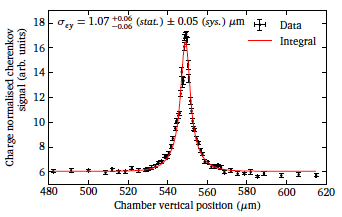 σ_ey = 1.07 +0.06 −0.06 (stat.) ± 0.05 (sys.) μm
Data
Integral
Charge normalised cherenkov
signal (arb. units)
18
16
14
12
10
8
6
480 500 520 540 560 580 600 620
Chamber vertical position (μm)